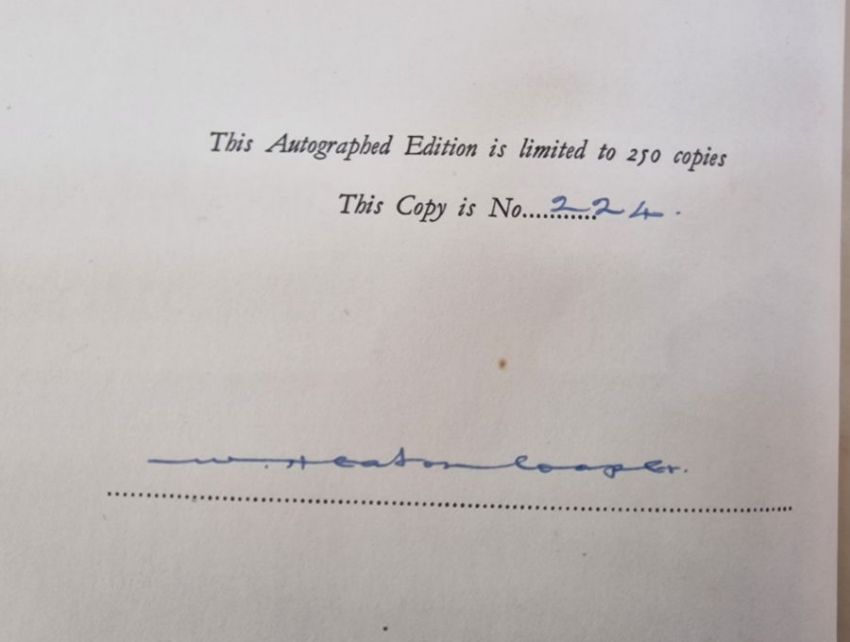 This Autographed Edition is limited to 250 copies
This Copy is No............224.
W. Heaton Cooper.